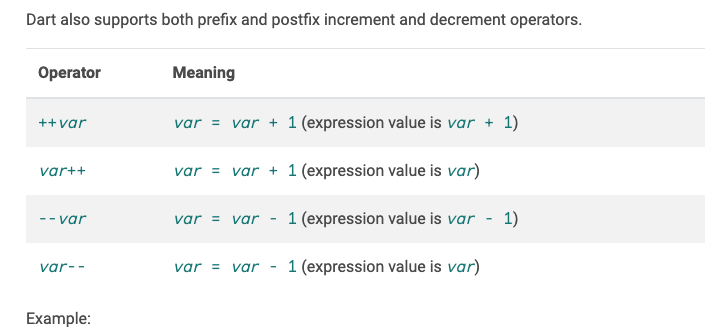 Dart also supports both prefix and postfix increment and decrement operators.
Operator Meaning
++var var = var + 1 (expression value is var + 1)
var++ var = var + 1 (expression value is var)
--var var = var - 1 (expression value is var - 1)
var-- var = var - 1 (expression value is var)
Example: